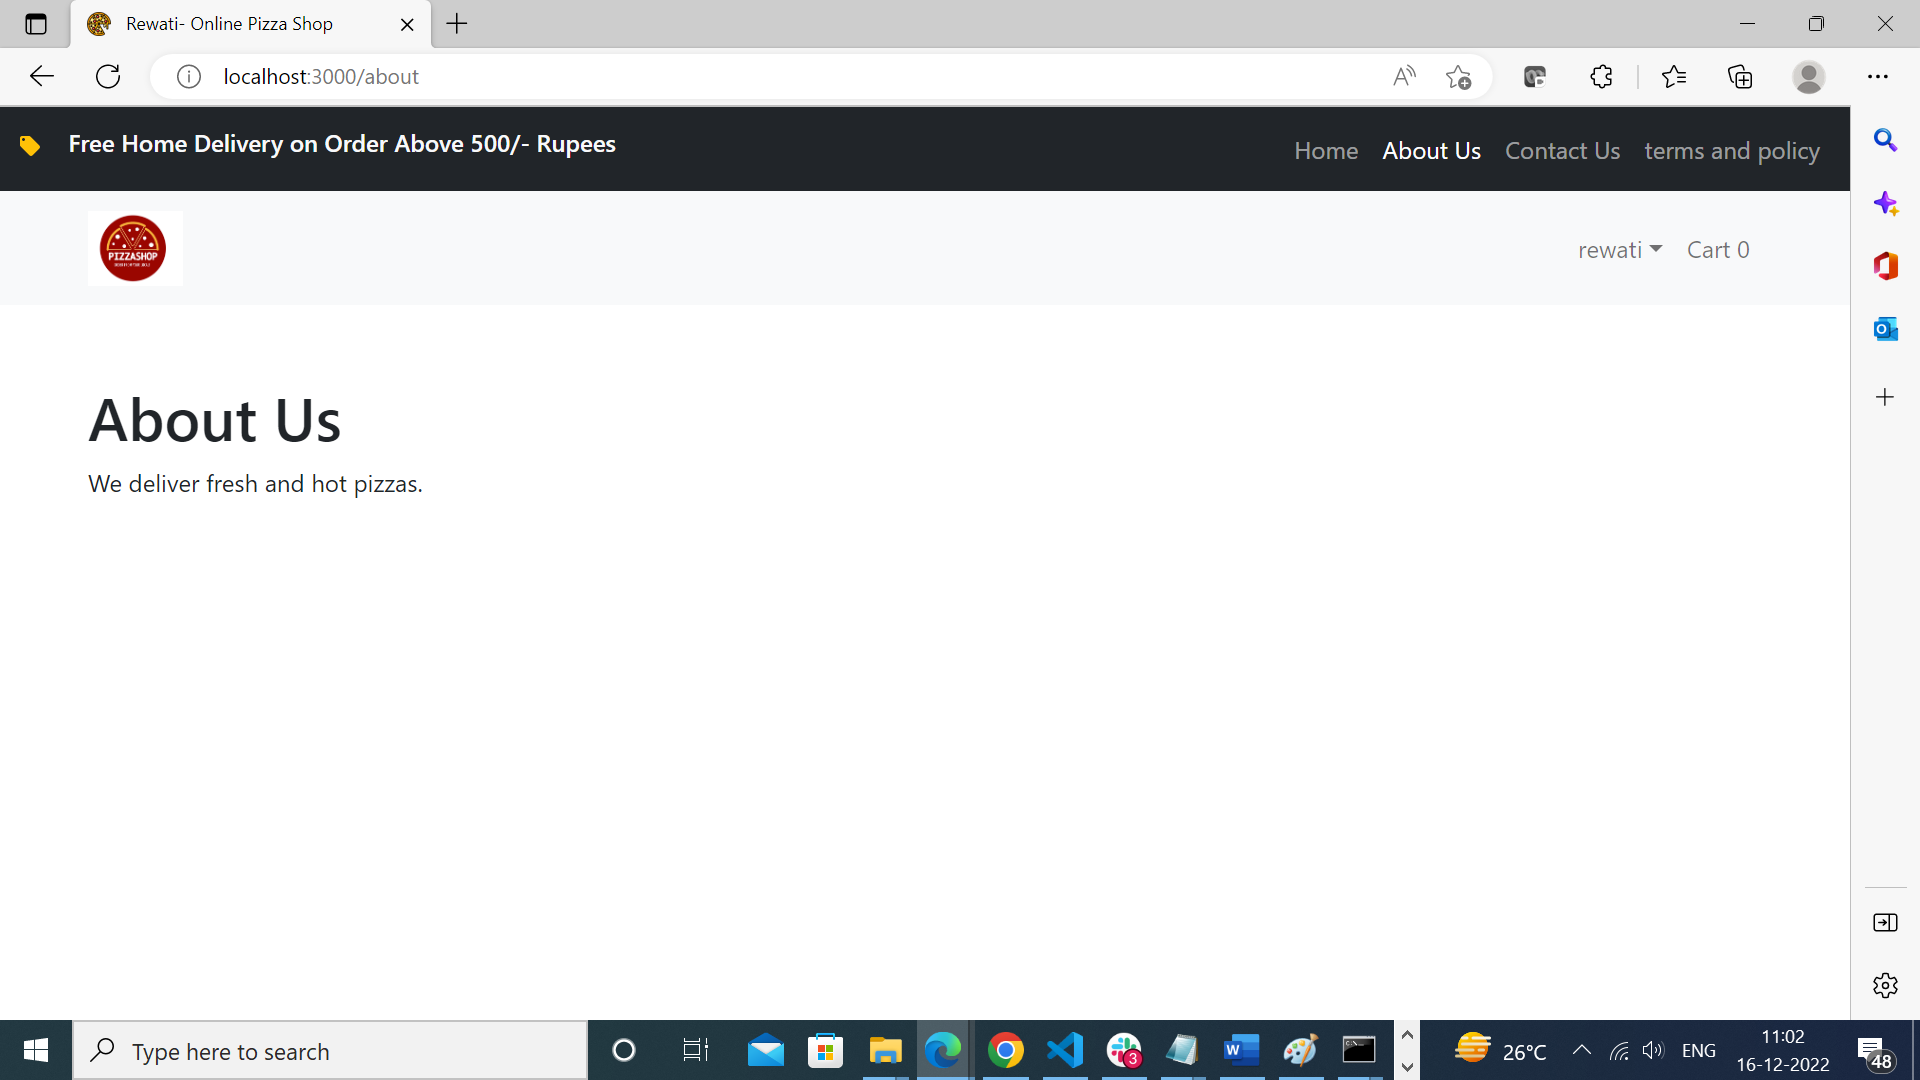 Rewati- Online Pizza Shop
localhost:3000/about
Free Home Delivery on Order Above 500/- Rupees
Home About Us Contact Us terms and policy
PIZZASHOP
rewati Cart 0
About Us
We deliver fresh and hot pizzas.
Type here to search
3
26°C
ENG
11:02
16-12-2022
48